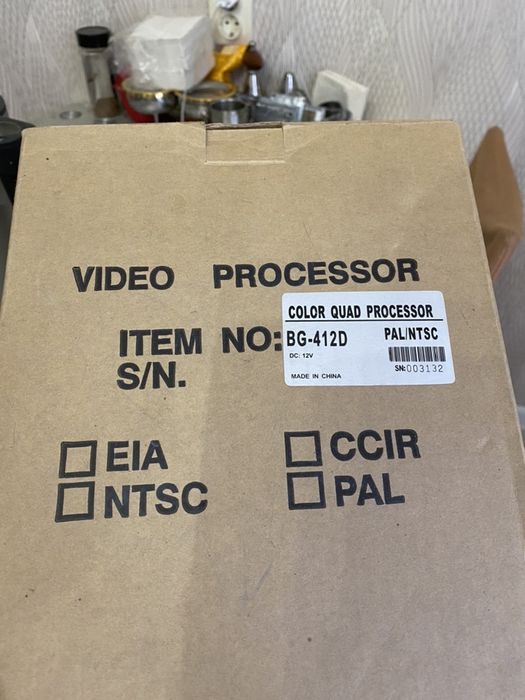 VIDEO PROCESSOR
COLOR QUAD PROCESSOR
ITEM NO: BG-412D PAL/NTSC
DC: 12V
S/N.
MADE IN CHINA
SN:003132
EIA CCIR
NTSC PAL